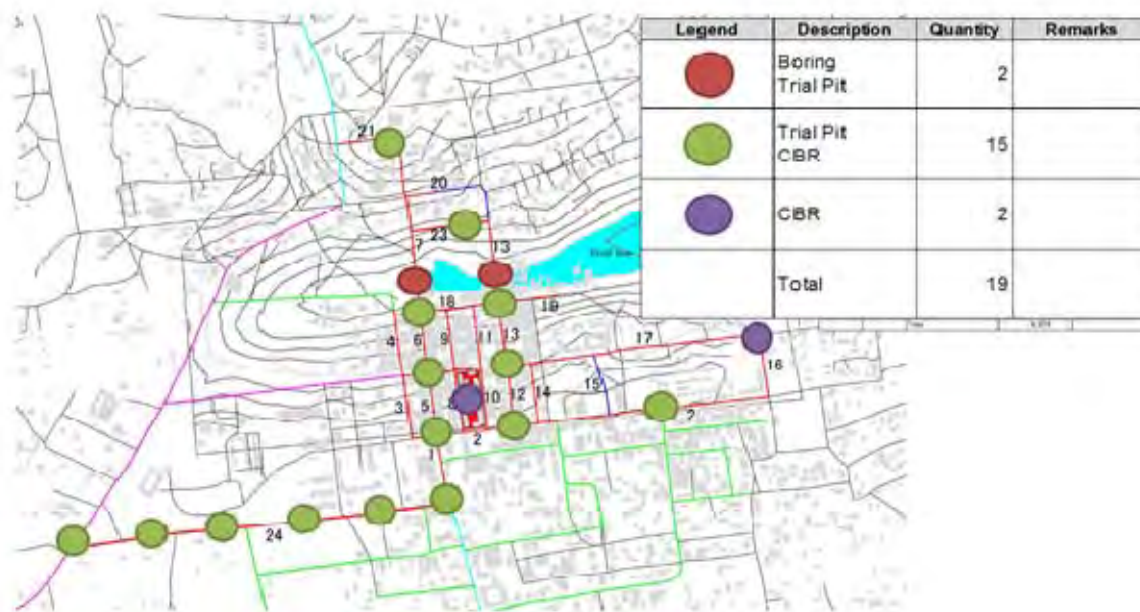 Legend Description Quantity Remarks
Boring
Trial Pitt 2
Trial Pitt
CBR 15
CBR 2
Total 19
21
20
23
7 13
18 19
4 6 9 11 13 17
16
3 5 10 12 14 15
2 2
1
24